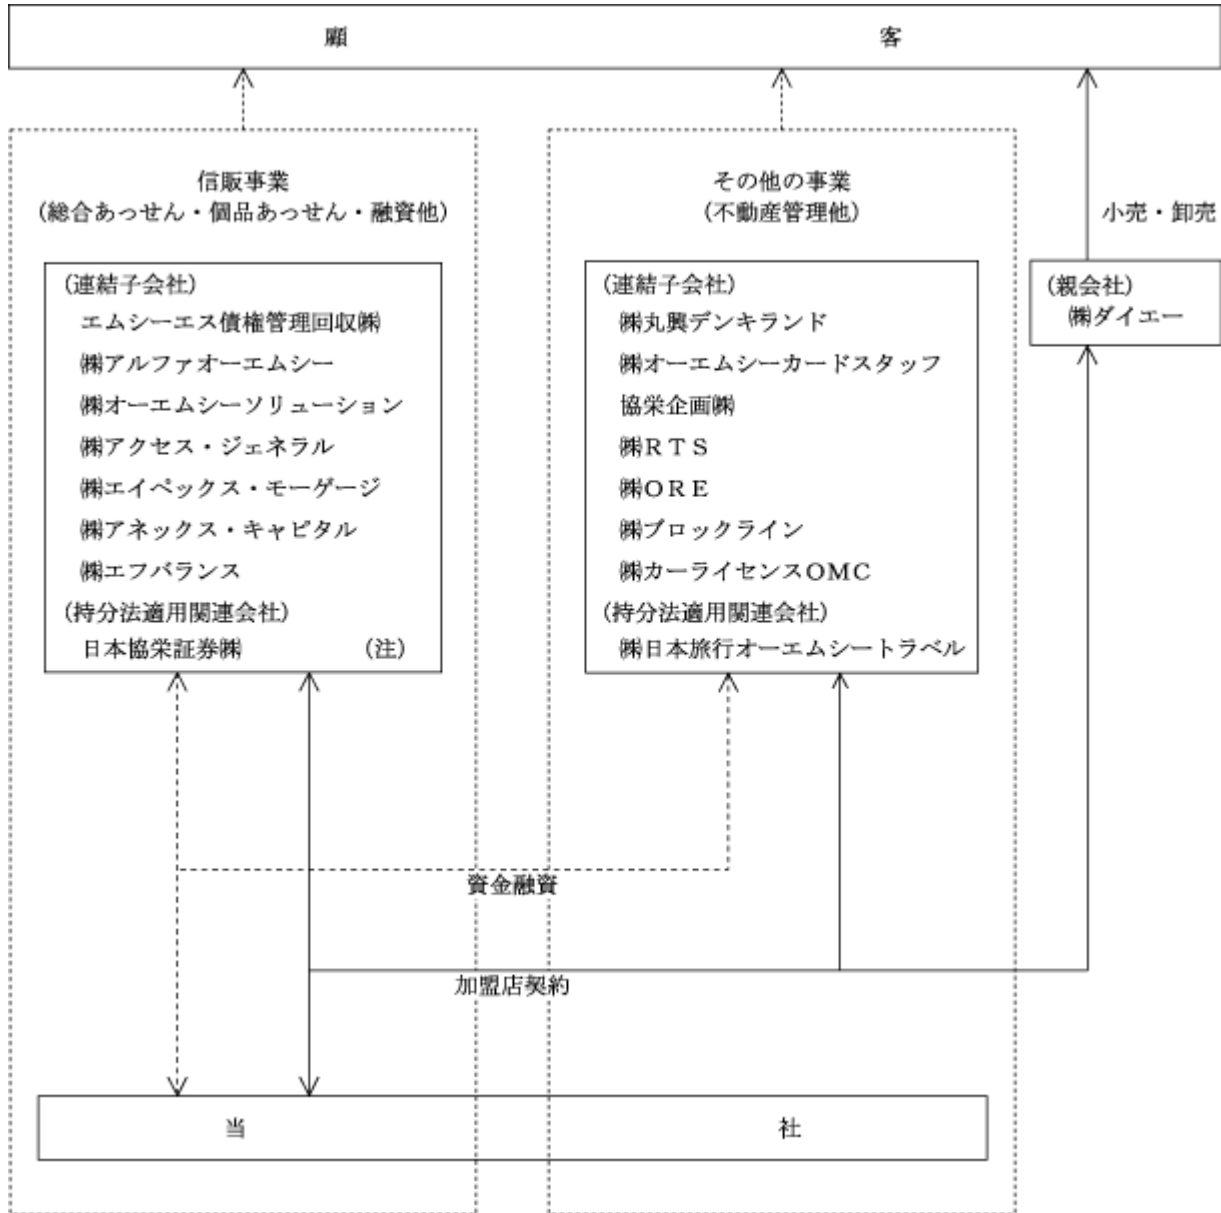 顧 客
信販事業
(総合あっせん・個品あっせん・融資他)
(連結子会社)
エムシーエス債権管理回収㈱
㈱アルファオーエムシー
㈱オーエムシーソリューション
㈱アクセス・ジェネラル
㈱エイペックス・モーゲージ
㈱アネックス・キャピタル
㈱エフバランス
(持分法適用関連会社)
日本協栄証券㈱ (注)
その他の事業
(不動産管理他)
(連結子会社)
㈱丸興デンキランド
㈱オーエムシーカードスタッフ
協栄企画㈱
㈱ＲＴＳ
㈱ＯＲＥ
㈱ブロックライン
㈱カーライセンスＯＭＣ
(持分法適用関連会社)
㈱日本旅行オーエムシートラベル
小売・卸売
(親会社)
㈱ダイエー
資金融資
加盟店契約
当 社